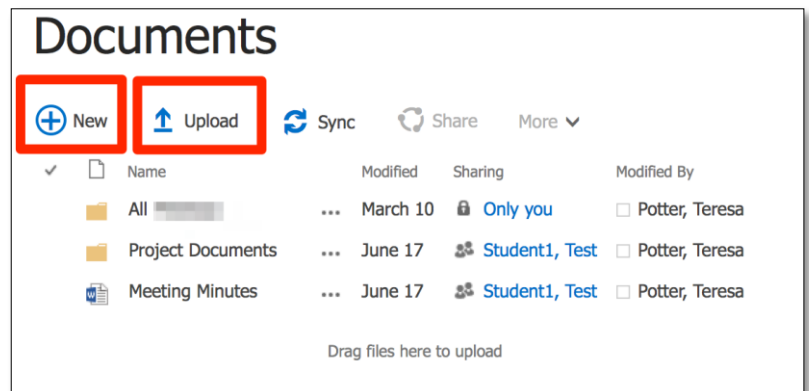 Documents
New Upload Sync Share More
Name Modified Sharing Modified By
All ... March 10 Only you Potter, Teresa
Project Documents ... June 17 Student1, Test Potter, Teresa
Meeting Minutes ... June 17 Student1, Test Potter, Teresa
Drag files here to upload